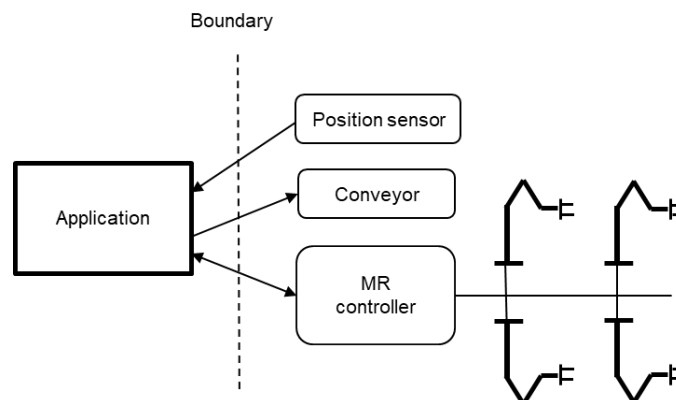 Boundary
Position sensor
Application
Conveyor
MR
controller